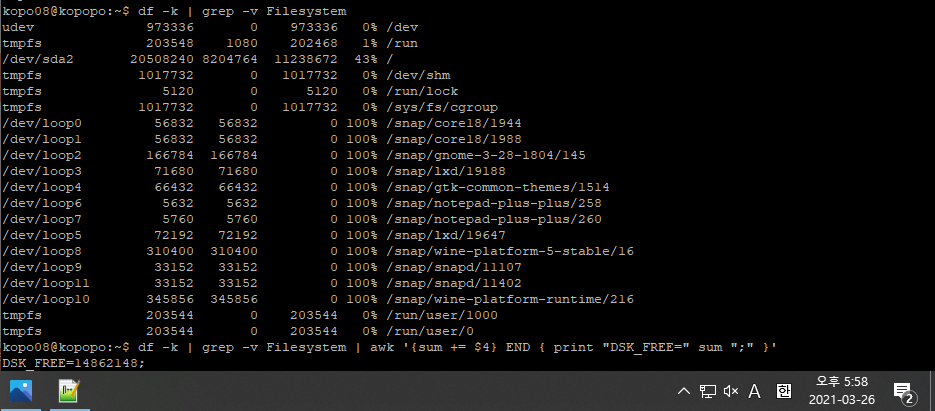 kopo08@kopopo:~$ df -k | grep -v Filesystem
udev              973336       0    973336   0% /dev
tmpfs             203548    1080    202468   1% /run
/dev/sda2       20508240 8204764  11238672  43% /
tmpfs            1017732       0   1017732   0% /dev/shm
tmpfs               5120       0      5120   0% /run/lock
tmpfs            1017732       0   1017732   0% /sys/fs/cgroup
/dev/loop0         56832   56832         0 100% /snap/core18/1944
/dev/loop1         56832   56832         0 100% /snap/core18/1988
/dev/loop2        166784  166784         0 100% /snap/gnome-3-28-1804/145
/dev/loop3         71680   71680         0 100% /snap/lxd/19188
/dev/loop4         66432   66432         0 100% /snap/gtk-common-themes/1514
/dev/loop6          5632    5632         0 100% /snap/notepad-plus-plus/258
/dev/loop7          5760    5760         0 100% /snap/notepad-plus-plus/260
/dev/loop5         72192   72192         0 100% /snap/lxd/19647
/dev/loop8        310400  310400         0 100% /snap/wine-platform-5-stable/16
/dev/loop9         33152   33152         0 100% /snap/snapd/11107
/dev/loop11        33152   33152         0 100% /snap/snapd/11402
/dev/loop10       345856  345856         0 100% /snap/wine-platform-runtime/216
tmpfs             203544       0    203544   0% /run/user/1000
tmpfs             203544       0    203544   0% /run/user/0
kopo08@kopopo:~$ df -k | grep -v Filesystem | awk '{sum += $4} END { print "DSK_FREE=" sum ";" }'
DSK_FREE=14862148;
A 한 오후 5:58
2021-03-26
2